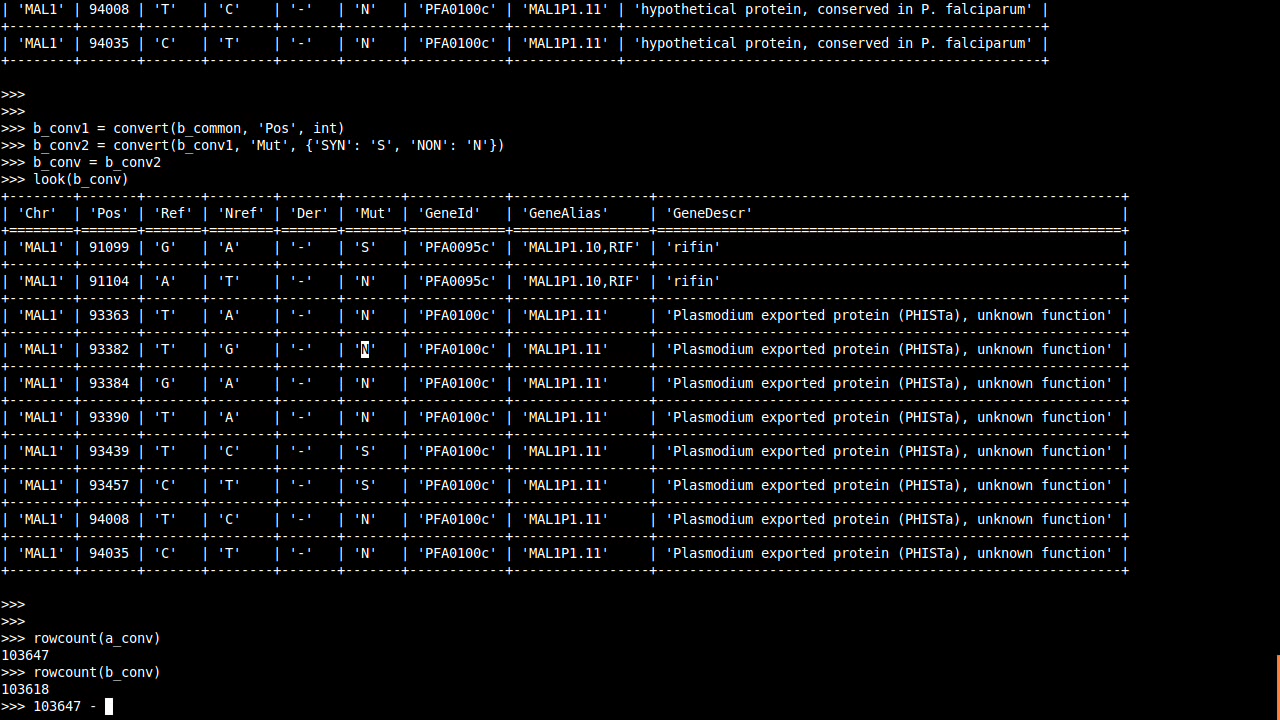 | 'MAL1' | 94008 | 'T'   | 'C'    | '-'   | 'N'   | 'PFA0100c' | 'MAL1P1.11' | 'hypothetical protein, conserved in P. falciparum' |
+--------+-------+-------+--------+-------+-------+------------+-------------+----------------------------------------------------+
| 'MAL1' | 94035 | 'C'   | 'T'    | '-'   | 'N'   | 'PFA0100c' | 'MAL1P1.11' | 'hypothetical protein, conserved in P. falciparum' |
+--------+-------+-------+--------+-------+-------+------------+-------------+----------------------------------------------------+
>>>
>>>
>>> b_conv1 = convert(b_common, 'Pos', int)
>>> b_conv2 = convert(b_conv1, 'Mut', {'SYN': 'S', 'NON': 'N'})
>>> b_conv = b_conv2
>>> look(b_conv)
+--------+-------+-------+--------+-------+-------+------------+-----------------+----------------------------------------------------------+
| 'Chr'  | 'Pos' | 'Ref' | 'Nref' | 'Der' | 'Mut' | 'GeneId'   | 'GeneAlias'     | 'GeneDescr'                                              |
+========+=======+=======+========+=======+=======+============+=================+==========================================================+
| 'MAL1' | 91099 | 'G'   | 'A'    | '-'   | 'S'   | 'PFA0095c' | 'MAL1P1.10,RIF' | 'rifin'                                                  |
+--------+-------+-------+--------+-------+-------+------------+-----------------+----------------------------------------------------------+
| 'MAL1' | 91104 | 'A'   | 'T'    | '-'   | 'N'   | 'PFA0095c' | 'MAL1P1.10,RIF' | 'rifin'                                                  |
+--------+-------+-------+--------+-------+-------+------------+-----------------+----------------------------------------------------------+
| 'MAL1' | 93363 | 'T'   | 'A'    | '-'   | 'N'   | 'PFA0100c' | 'MAL1P1.11'     | 'Plasmodium exported protein (PHISTa), unknown function' |
+--------+-------+-------+--------+-------+-------+------------+-----------------+----------------------------------------------------------+
| 'MAL1' | 93382 | 'T'   | 'G'    | '-'   | 'N'   | 'PFA0100c' | 'MAL1P1.11'     | 'Plasmodium exported protein (PHISTa), unknown function' |
+--------+-------+-------+--------+-------+-------+------------+-----------------+----------------------------------------------------------+
| 'MAL1' | 93384 | 'G'   | 'A'    | '-'   | 'N'   | 'PFA0100c' | 'MAL1P1.11'     | 'Plasmodium exported protein (PHISTa), unknown function' |
+--------+-------+-------+--------+-------+-------+------------+-----------------+----------------------------------------------------------+
| 'MAL1' | 93390 | 'T'   | 'A'    | '-'   | 'N'   | 'PFA0100c' | 'MAL1P1.11'     | 'Plasmodium exported protein (PHISTa), unknown function' |
+--------+-------+-------+--------+-------+-------+------------+-----------------+----------------------------------------------------------+
| 'MAL1' | 93439 | 'T'   | 'C'    | '-'   | 'S'   | 'PFA0100c' | 'MAL1P1.11'     | 'Plasmodium exported protein (PHISTa), unknown function' |
+--------+-------+-------+--------+-------+-------+------------+-----------------+----------------------------------------------------------+
| 'MAL1' | 93457 | 'C'   | 'T'    | '-'   | 'S'   | 'PFA0100c' | 'MAL1P1.11'     | 'Plasmodium exported protein (PHISTa), unknown function' |
+--------+-------+-------+--------+-------+-------+------------+-----------------+----------------------------------------------------------+
| 'MAL1' | 94008 | 'T'   | 'C'    | '-'   | 'N'   | 'PFA0100c' | 'MAL1P1.11'     | 'Plasmodium exported protein (PHISTa), unknown function' |
+--------+-------+-------+--------+-------+-------+------------+-----------------+----------------------------------------------------------+
| 'MAL1' | 94035 | 'C'   | 'T'    | '-'   | 'N'   | 'PFA0100c' | 'MAL1P1.11'     | 'Plasmodium exported protein (PHISTa), unknown function' |
+--------+-------+-------+--------+-------+-------+------------+-----------------+----------------------------------------------------------+
>>>
>>>
>>> rowcount(a_conv)
103647
>>> rowcount(b_conv)
103618
>>> 103647 -